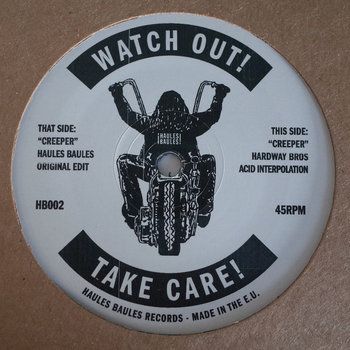 WATCH OUT!
THAT SIDE:
"CREEPER"
HAULES BAULES
ORIGINAL EDIT
HB002
HAULES
BAULES!
THIS SIDE:
"CREEPER"
HARDWAY BROS
ACID INTERPOLATION
45RPM
TAKE CARE!
HAULES BAULES RECORDS - MADE IN THE E.U.